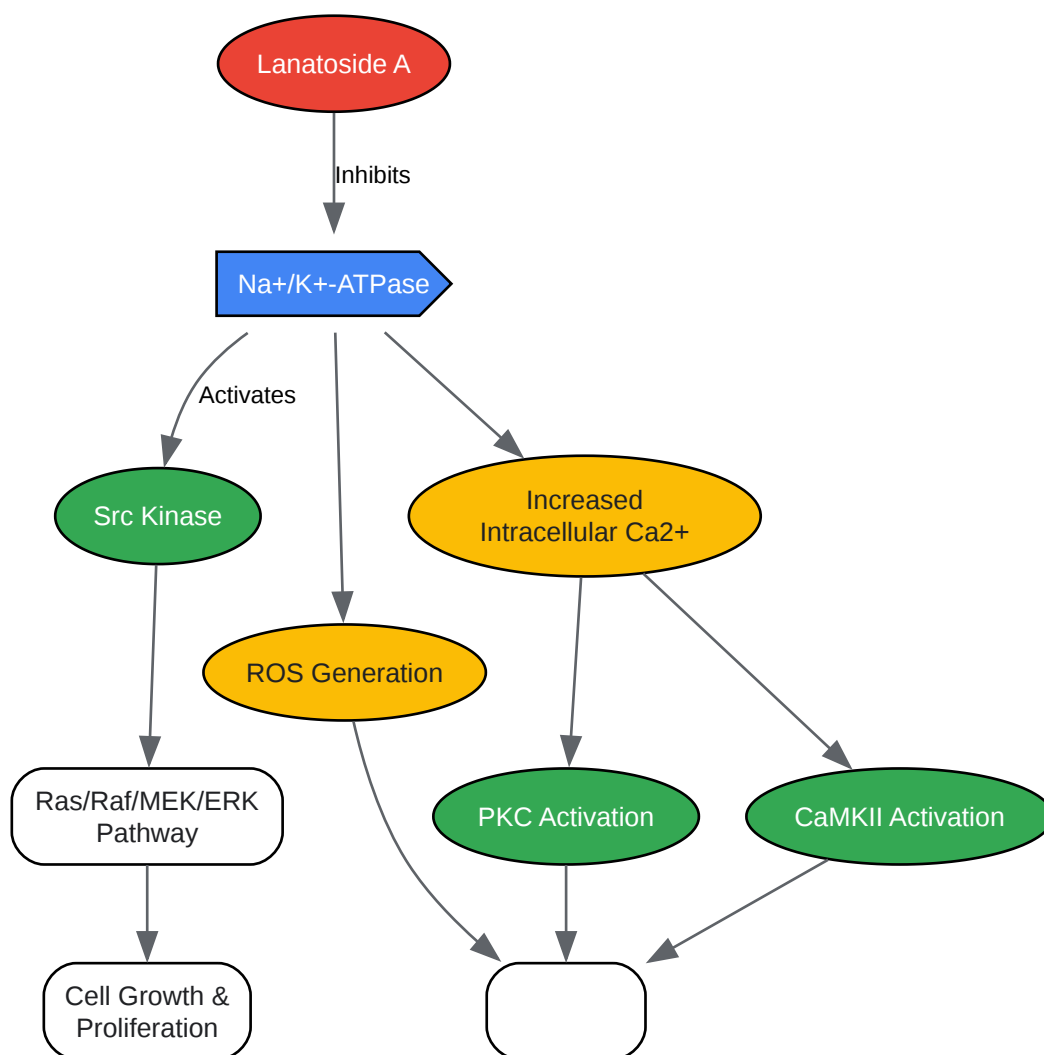 Lanatoside A
Inhibits
Na+/K+-ATPase
Activates
Src Kinase
Increased
Intracellular Ca2+
ROS Generation
Ras/Raf/MEK/ERK
Pathway
PKC Activation
CaMKII Activation
Cell Growth &
Proliferation